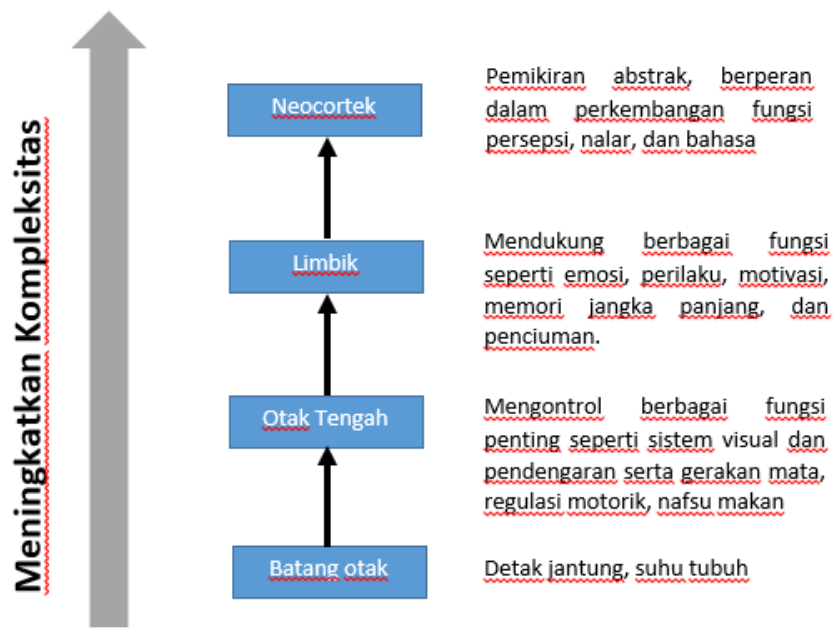 Meningkatkan Kompleksitas
Neocortek
Pemikiran abstrak, berperan
dalam perkembangan fungsi
persepsi, nalar, dan bahasa
Limbik
Mendukung berbagai fungsi
seperti emosi, perilaku, motivasi,
memori jangka panjang, dan
penciuman.
Otak Tengah
Mengontrol berbagai fungsi
penting seperti sistem visual dan
pendengaran serta gerakan mata,
regulasi motorik, nafsu makan
Batang otak
Detak jantung, suhu tubuh